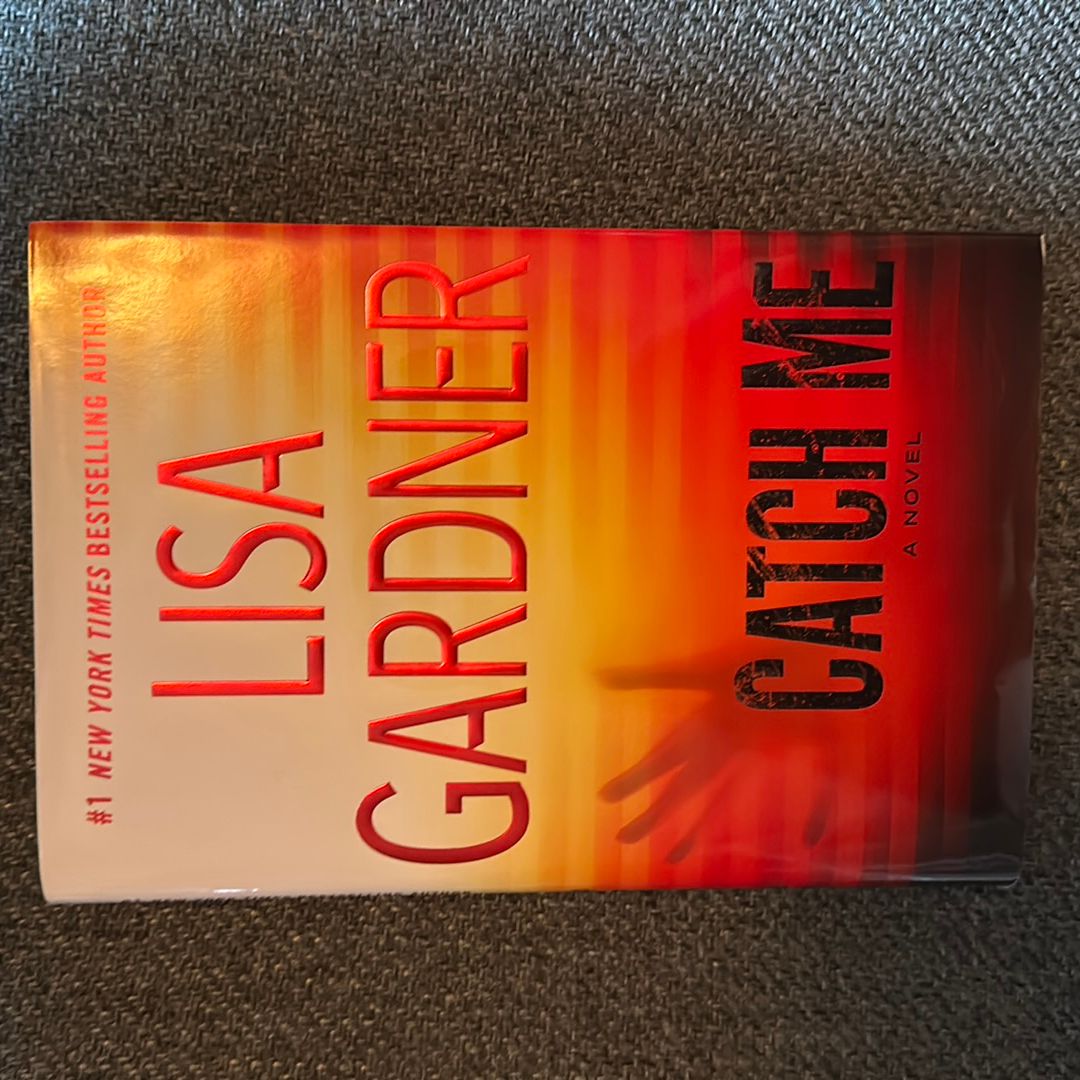 #1 NEW YORK TIMES BESTSELLING AUTHOR
LISA
GARDNER
CATCH ME
A NOVEL